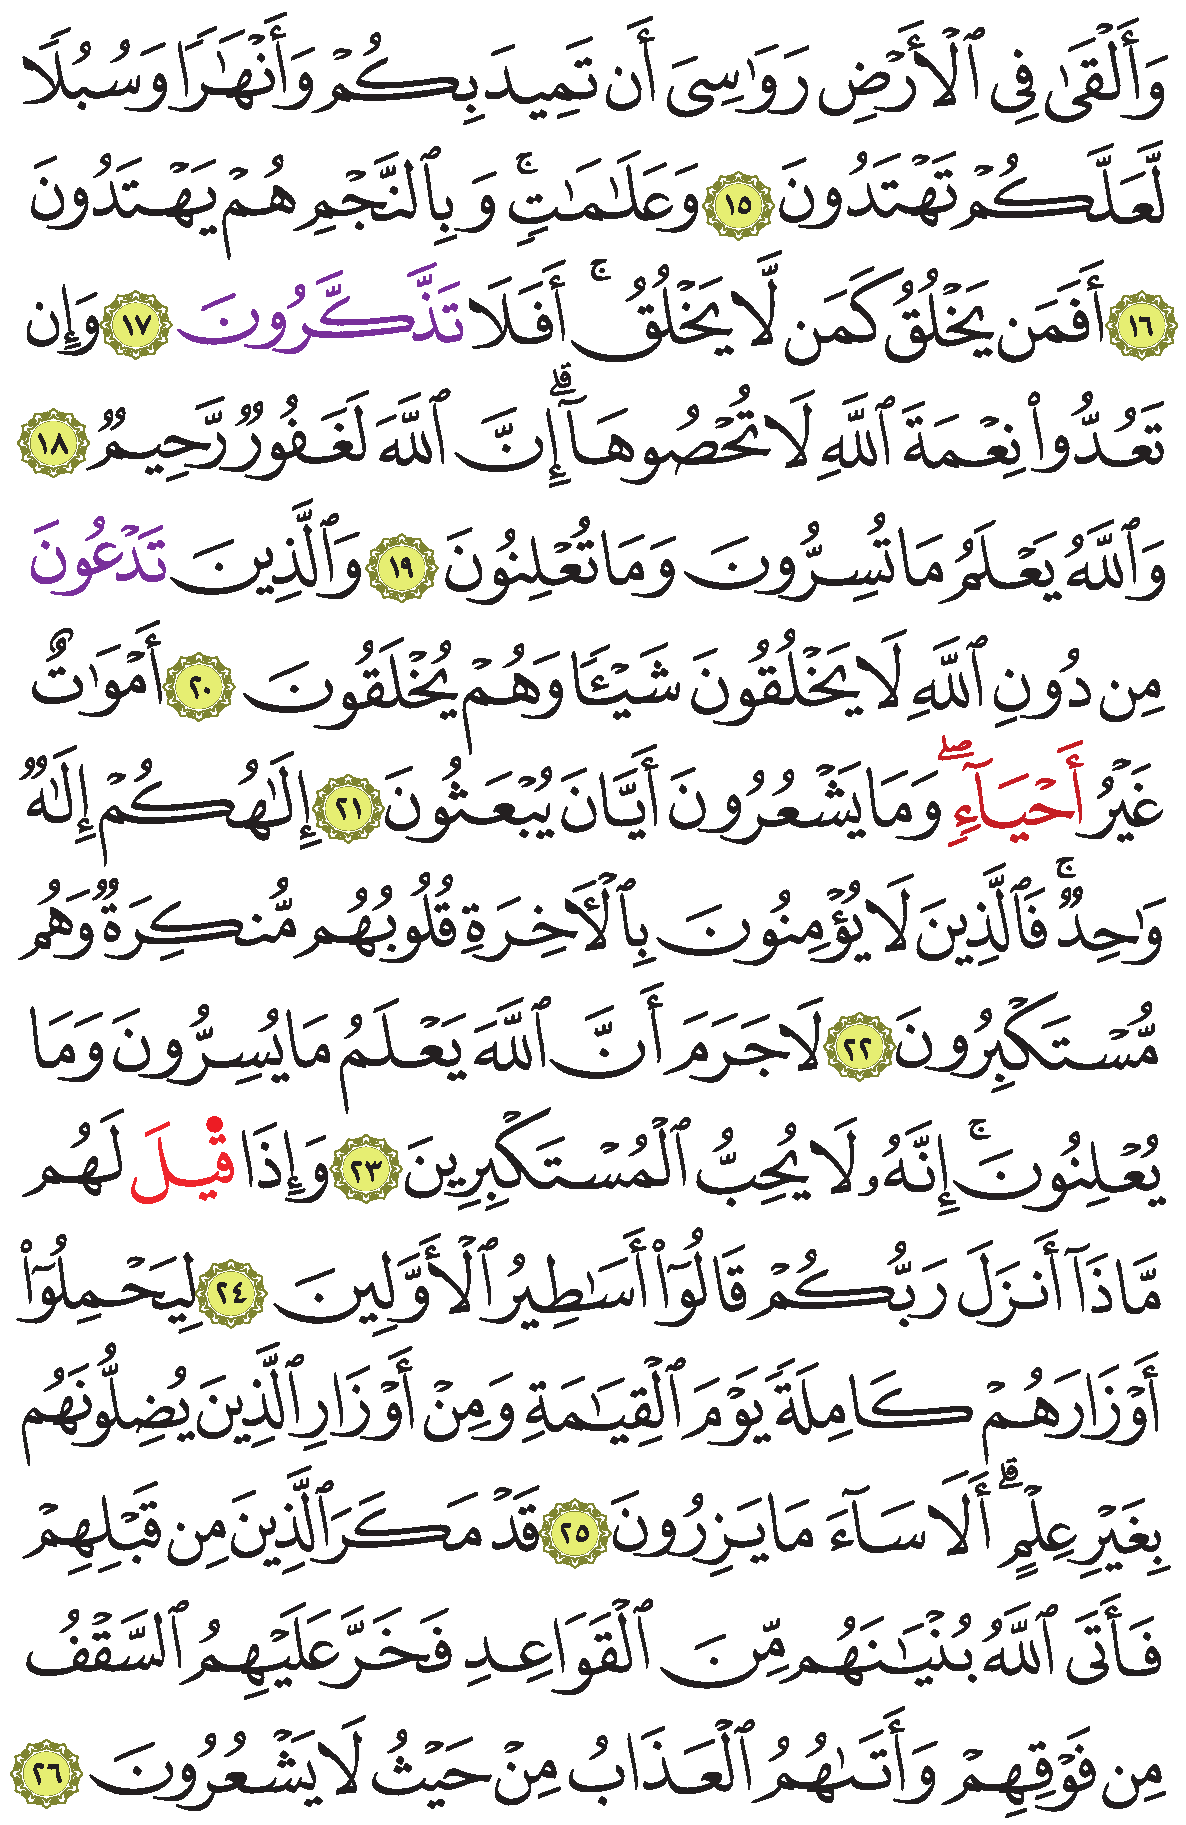 وَأَلْقَىٰ فِى ٱلْأَرْضِ رَوَٰسِىَ أَن تَمِيدَ بِكُمْ وَأَنْهَـٰرًا وَسُبُلًا
لَّعَلَّكُمْ تَهْتَدُونَ ١٥ وَعَلَـٰمَـٰتٍ ۚ وَبِٱلنَّجْمِ هُمْ يَهْتَدُونَ
١٦ أَفَمَن يَخْلُقُ كَمَن لَّا يَخْلُقُ ۚ أَفَلَا تَذَّكَّرُونَ ١٧ وَإِن
تَعُدُّوا۟ نِعْمَةَ ٱللَّهِ لَا تُحْصُوهَآ ۗ إِنَّ ٱللَّهَ لَغَفُورٌ رَّحِيمٌ ١٨
وَٱللَّهُ يَعْلَمُ مَا تُسِرُّونَ وَمَا تُعْلِنُونَ ١٩ وَٱلَّذِينَ تَدْعُونَ
مِن دُونِ ٱللَّهِ لَا يَخْلُقُونَ شَيْـًٔا وَهُمْ يُخْلَقُونَ ٢٠ أَمْوَٰتٌ
غَيْرُ أَحْيَآءٍ ۖ وَمَا يَشْعُرُونَ أَيَّانَ يُبْعَثُونَ ٢١ إِلَـٰهُكُمْ إِلَـٰهٌ
وَٰحِدٌ ۚ فَٱلَّذِينَ لَا يُؤْمِنُونَ بِٱلْـَٔاخِرَةِ قُلُوبُهُم مُّنكِرَةٌ وَهُم
مُّسْتَكْبِرُونَ ٢٢ لَا جَرَمَ أَنَّ ٱللَّهَ يَعْلَمُ مَا يُسِرُّونَ وَمَا
يُعْلِنُونَ ۚ إِنَّهُۥ لَا يُحِبُّ ٱلْمُسْتَكْبِرِينَ ٢٣ وَإِذَا قِيلَ لَهُم
مَّاذَآ أَنزَلَ رَبُّكُمْ قَالُوٓا۟ أَسَـٰطِيرُ ٱلْأَوَّلِينَ ٢٤ لِيَحْمِلُوٓا۟
أَوْزَارَهُمْ كَامِلَةً يَوْمَ ٱلْقِيَـٰمَةِ وَمِنْ أَوْزَارِ ٱلَّذِينَ يُضِلُّونَهُم
بِغَيْرِ عِلْمٍ ۗ أَلَا سَآءَ مَا يَزِرُونَ ٢٥ قَدْ مَكَرَ ٱلَّذِينَ مِن قَبْلِهِمْ
فَأَتَى ٱللَّهُ بُنْيَـٰنَهُم مِّنَ ٱلْقَوَاعِدِ فَخَرَّ عَلَيْهِمُ ٱلسَّقْفُ
مِن فَوْقِهِمْ وَأَتَىٰهُمُ ٱلْعَذَابُ مِنْ حَيْثُ لَا يَشْعُرُونَ ٢٦